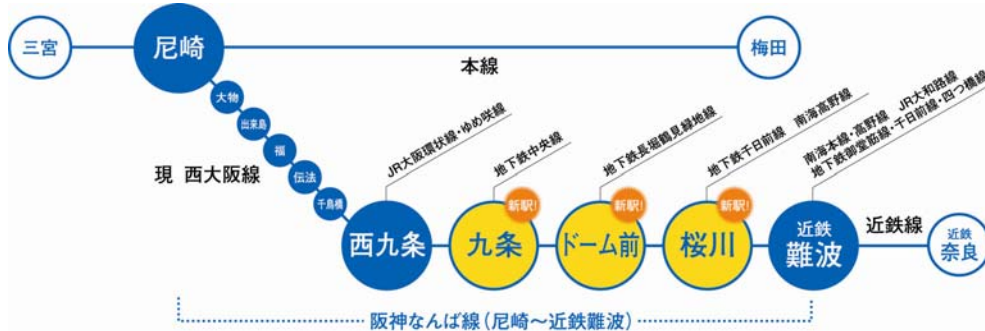 三宮
尼崎
梅田
本線
大物
出来島
福
伝法
千鳥橋
現 西大阪線
JR大阪環状線・ゆめ咲線
地下鉄中央線
地下鉄長堀鶴見緑地線
地下鉄千日前線 南海高野線
南海本線・高野線 JR大和路線
地下鉄御堂筋線・千日前線・四つ橋線
西九条
新駅!
九条
新駅!
ドーム前
新駅!
桜川
近鉄
難波
近鉄線
近鉄
奈良
阪神なんば線(尼崎~近鉄難波)